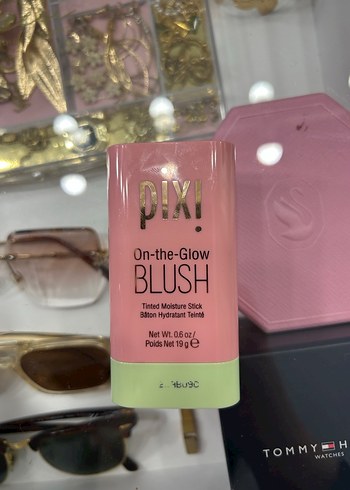 pixi
On-the-Glow
BLUSH
Tinted Moisture Stick
Bâton Hydratant Teinté
Net Wt. 0.6 oz /
Poids Net 19 g ℮
TOMMY H
WATCHES